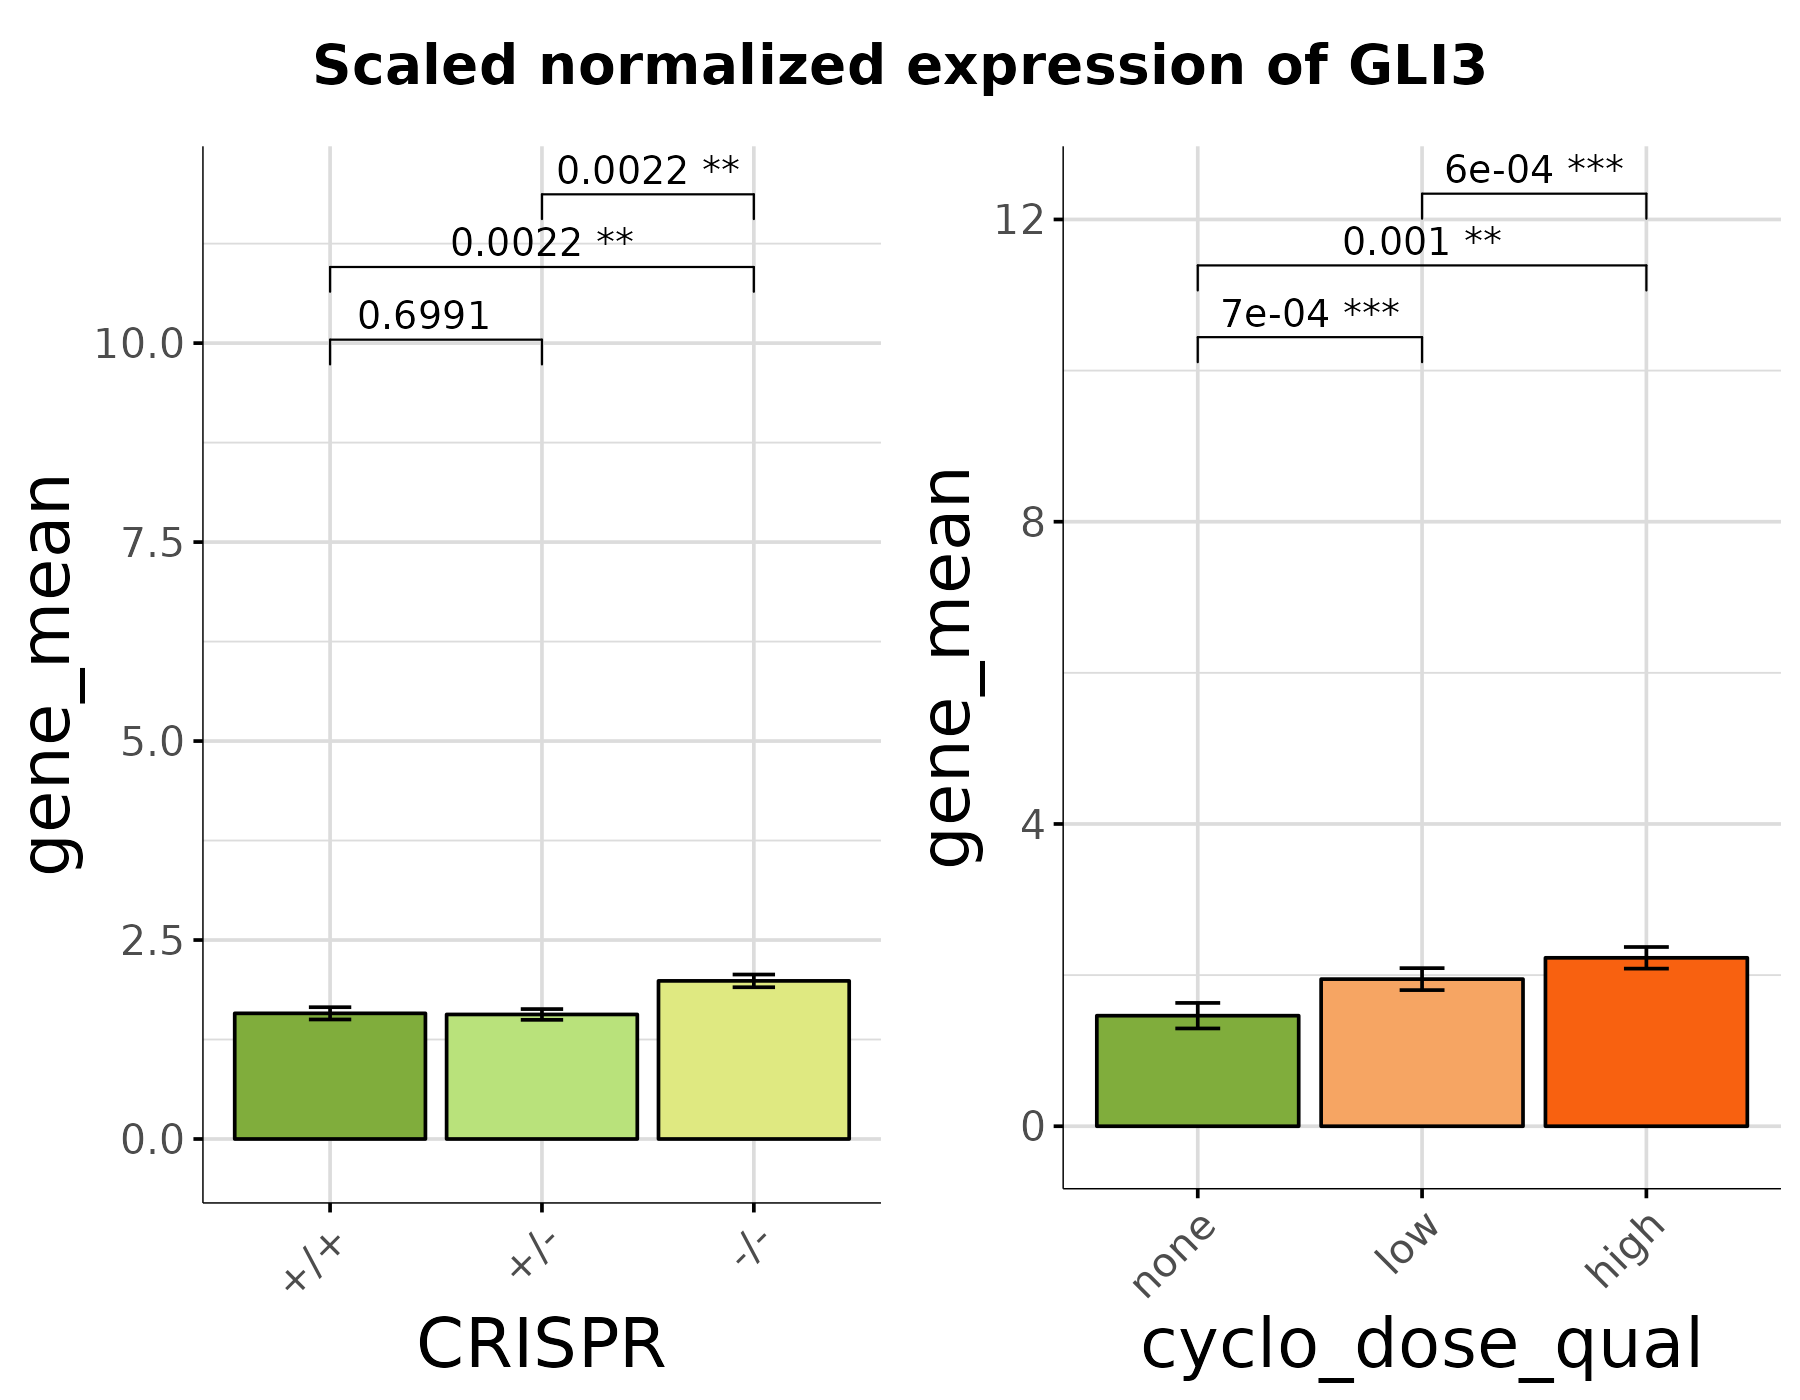 Scaled normalized expression of GLI3
0.0022 **
0.0022 **
0.6991
10.0
7.5
5.0
2.5
0.0
gene_mean
+/+
+/-
-/-
CRISPR
6e-04 ***
0.001 **
7e-04 ***
12
8
4
0
gene_mean
none
low
high
cyclo_dose_qual